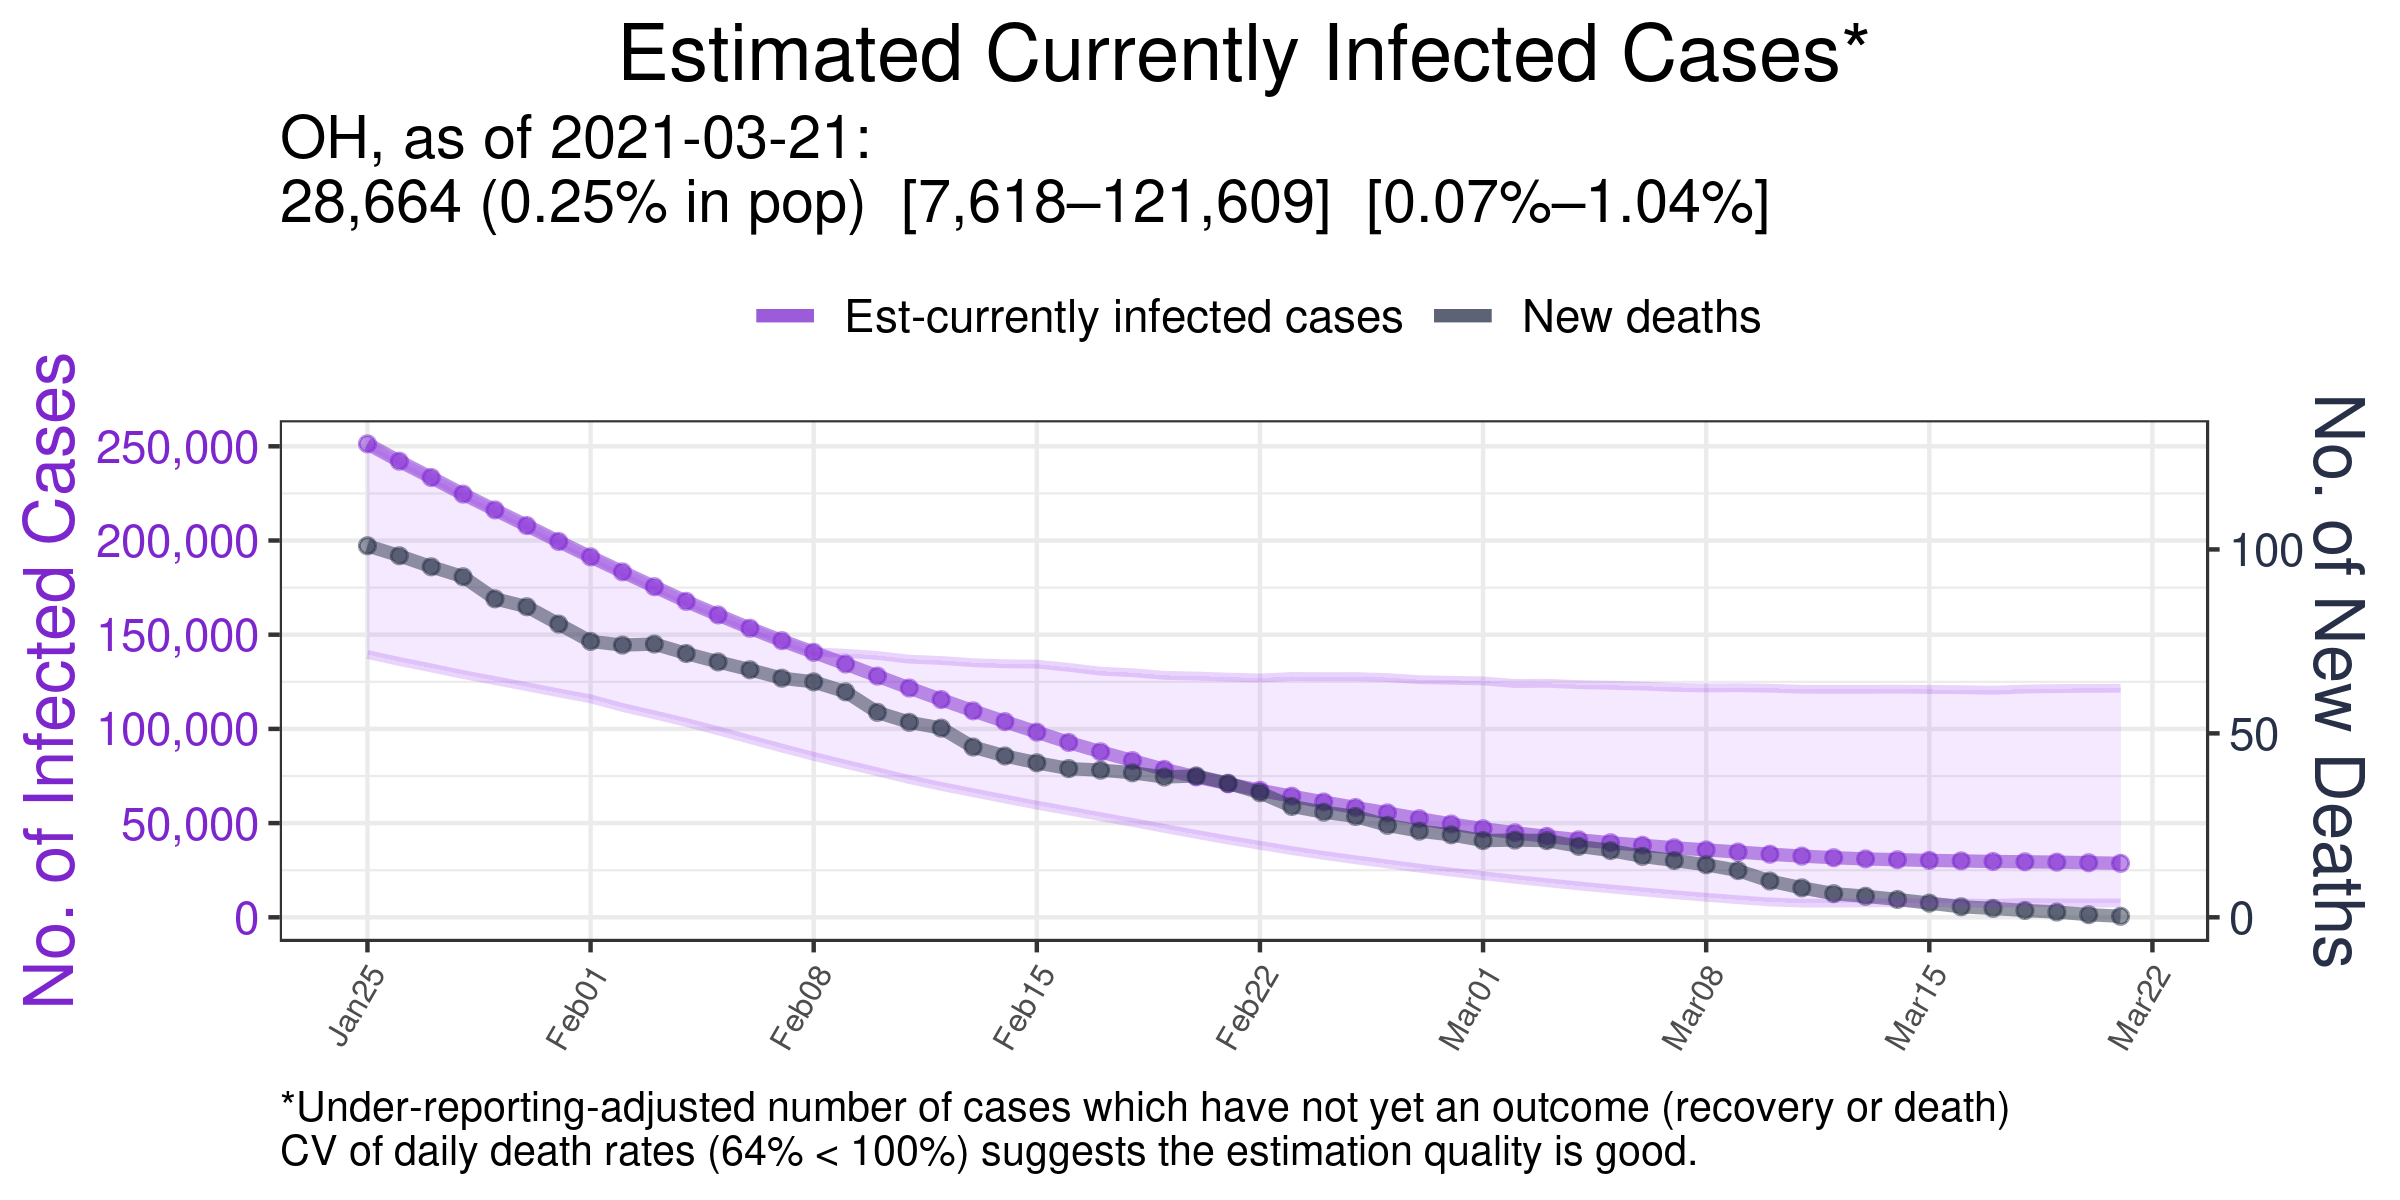 Estimated Currently Infected Cases*
OH, as of 2021-03-21:
28,664 (0.25% in pop)  [7,618–121,609]  [0.07%–1.04%]
Est-currently infected cases
New deaths
No. of Infected Cases
250,000
200,000
150,000
100,000
50,000
0
100
50
0
No. of New Deaths
Jan25
Feb01
Feb08
Feb15
Feb22
Mar01
Mar08
Mar15
Mar22
*Under-reporting-adjusted number of cases which have not yet an outcome (recovery or death)
CV of daily death rates (64% < 100%) suggests the estimation quality is good.